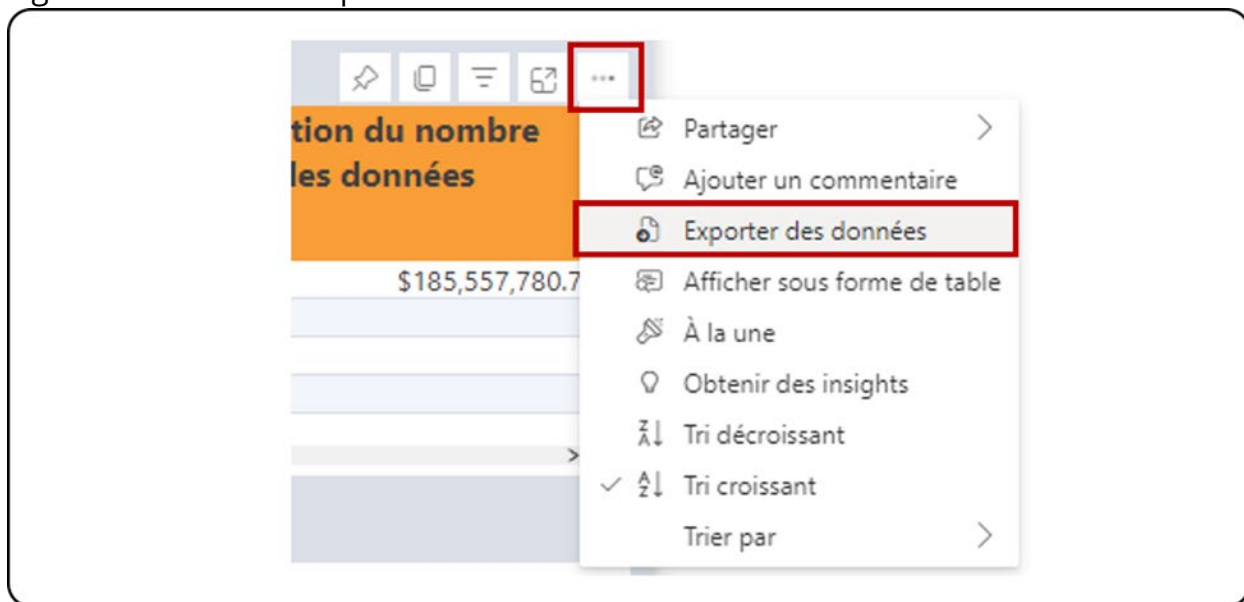 tion du nombre
les données
$185,557,780.7
Partager
Ajouter un commentaire
Exporter des données
Afficher sous forme de table
À la une
Obtenir des insights
Tri décroissant
Tri croissant
Trier par